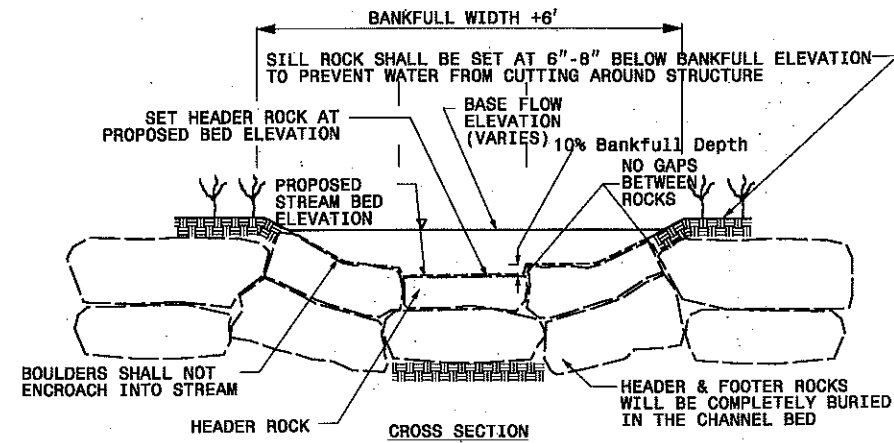 BANKFULL WIDTH +6'
SILL ROCK SHALL BE SET AT 6"-8" BELOW BANKFULL ELEVATION
TO PREVENT WATER FROM CUTTING AROUND STRUCTURE
SET HEADER ROCK AT
PROPOSED BED ELEVATION
BASE FLOW
ELEVATION
(VARIES)
10% Bankfull Depth
NO GAPS
BETWEEN
ROCKS
PROPOSED
STREAM BED
ELEVATION
BOULDERS SHALL NOT
ENCROACH INTO STREAM
HEADER ROCK
HEADER & FOOTER ROCKS
WILL BE COMPLETELY BURIED
IN THE CHANNEL BED
CROSS SECTION